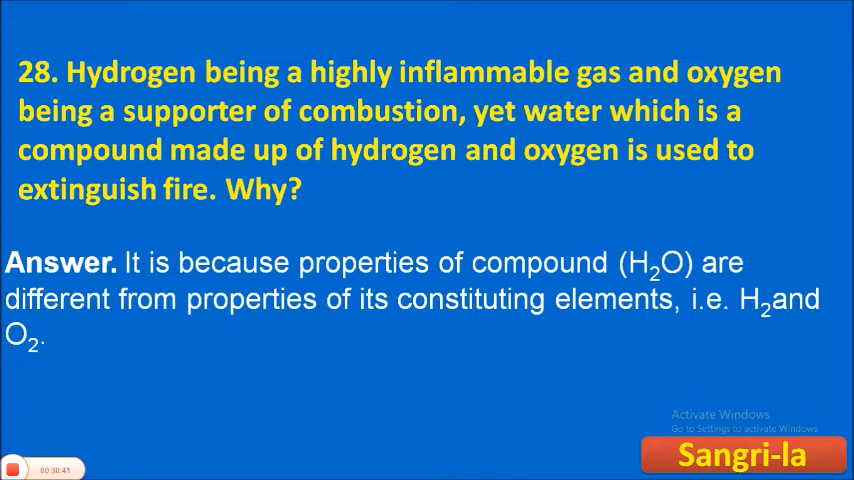 28. Hydrogen being a highly inflammable gas and oxygen
being a supporter of combustion, yet water which is a
compound made up of hydrogen and oxygen is used to
extinguish fire. Why?
Answer. It is because properties of compound (H₂O) are
different from properties of its constituting elements, i.e. H₂and
O₂.
Activate Windows
Go to Settings to activate Windows.
Sangri-la
00:30:41